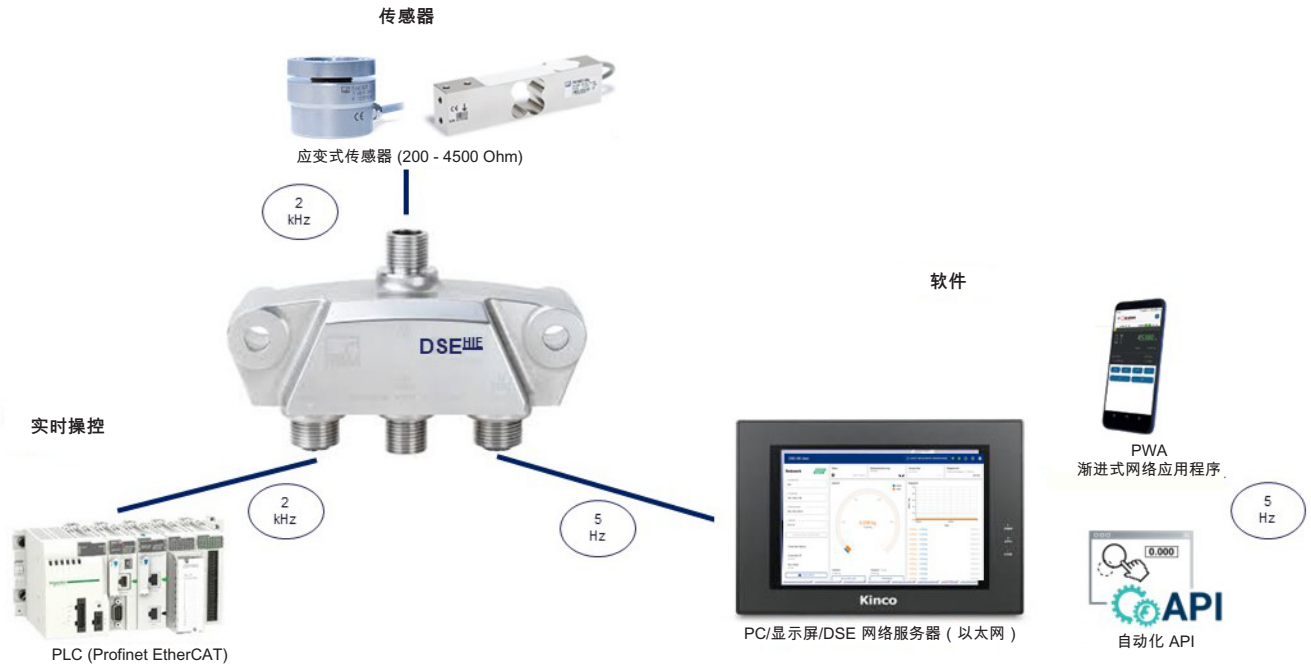 传感器
应变式传感器 (200 - 4500 Ohm)
2
kHz
DSE HIE
软件
实时操控
2
kHz
5
Hz
Kinco
PWA
渐进式网络应用程序
5
Hz
0.000
API
PLC (Profinet EtherCAT)
PC/显示屏/DSE 网络服务器 ( 以太网 )
自动化 API